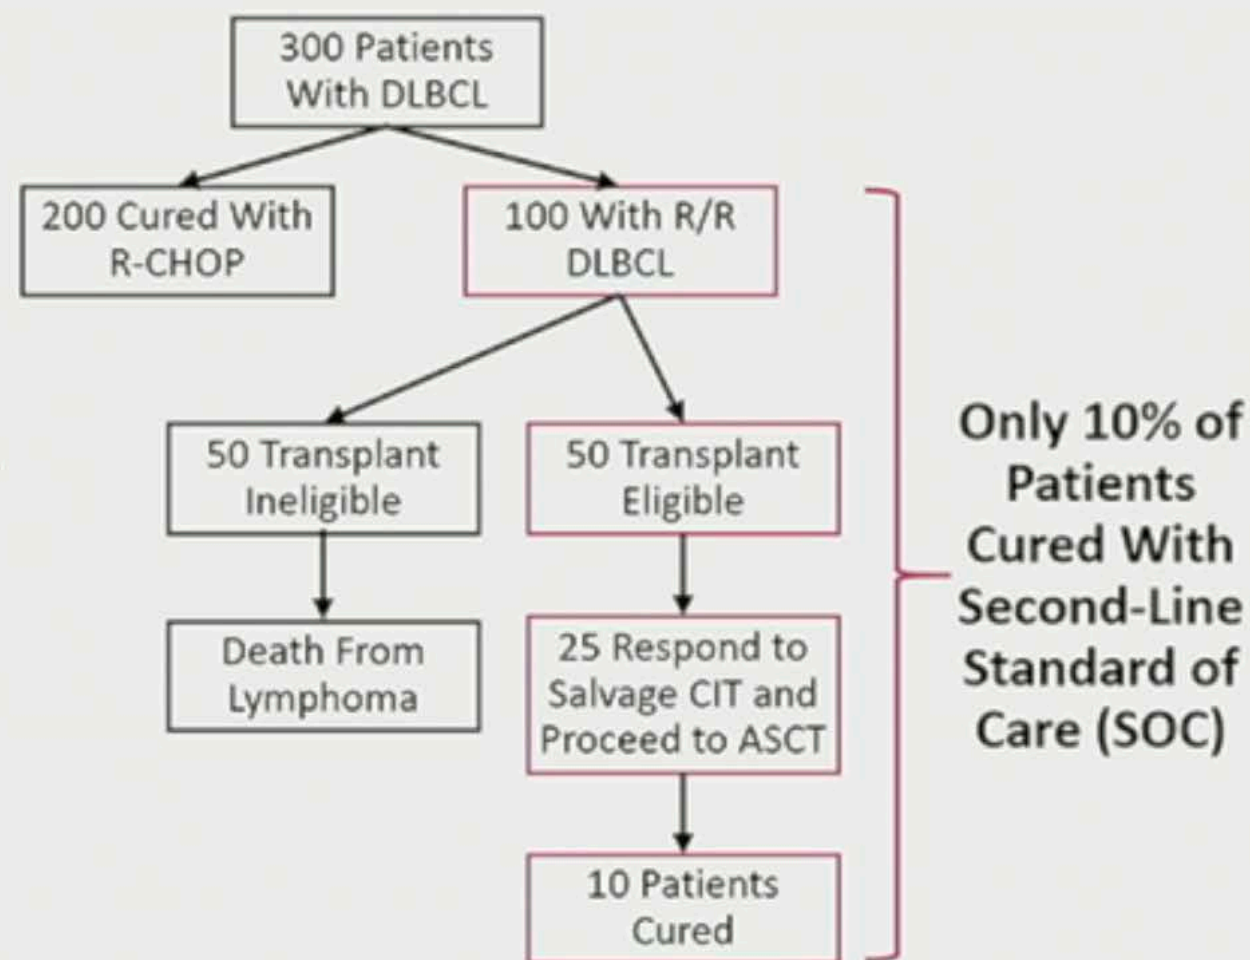 300 Patients
With DLBCL
200 Cured With
R-CHOP
100 With R/R
DLBCL
50 Transplant
Ineligible
50 Transplant
Eligible
Death From
Lymphoma
25 Respond to
Salvage CIT and
Proceed to ASCT
10 Patients
Cured
Only 10% of
Patients
Cured With
Second-Line
Standard of
Care (SOC)